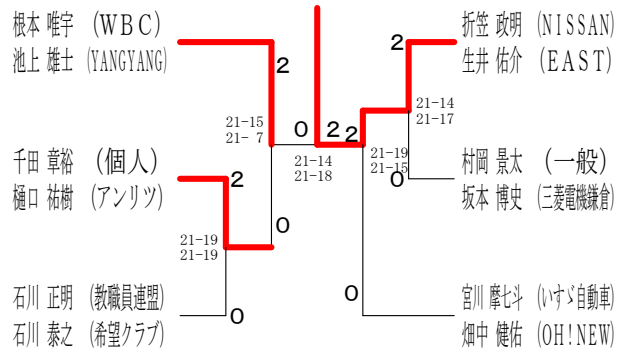 根本 唯宇 (WBC)
池上 雄士 (YANGYANG)
2
21-15
21- 7
千田 章裕 (個人)
樋口 祐樹 (アンリツ)
2
21-19
21-19
0
石川 正明 (教職員連盟)
石川 泰之 (希望クラブ)
0
0 2
21-14
21-18
2
折笠 政明 (NISSAN)
生井 佑介 (EAST)
2
21-14
21-17
21-19
21-15
0
村岡 景太 (一般)
坂本 博史 (三菱電機鎌倉)
0
宮川 摩七斗 (いすゞ自動車)
畑中 健佑 (OH!NEW)